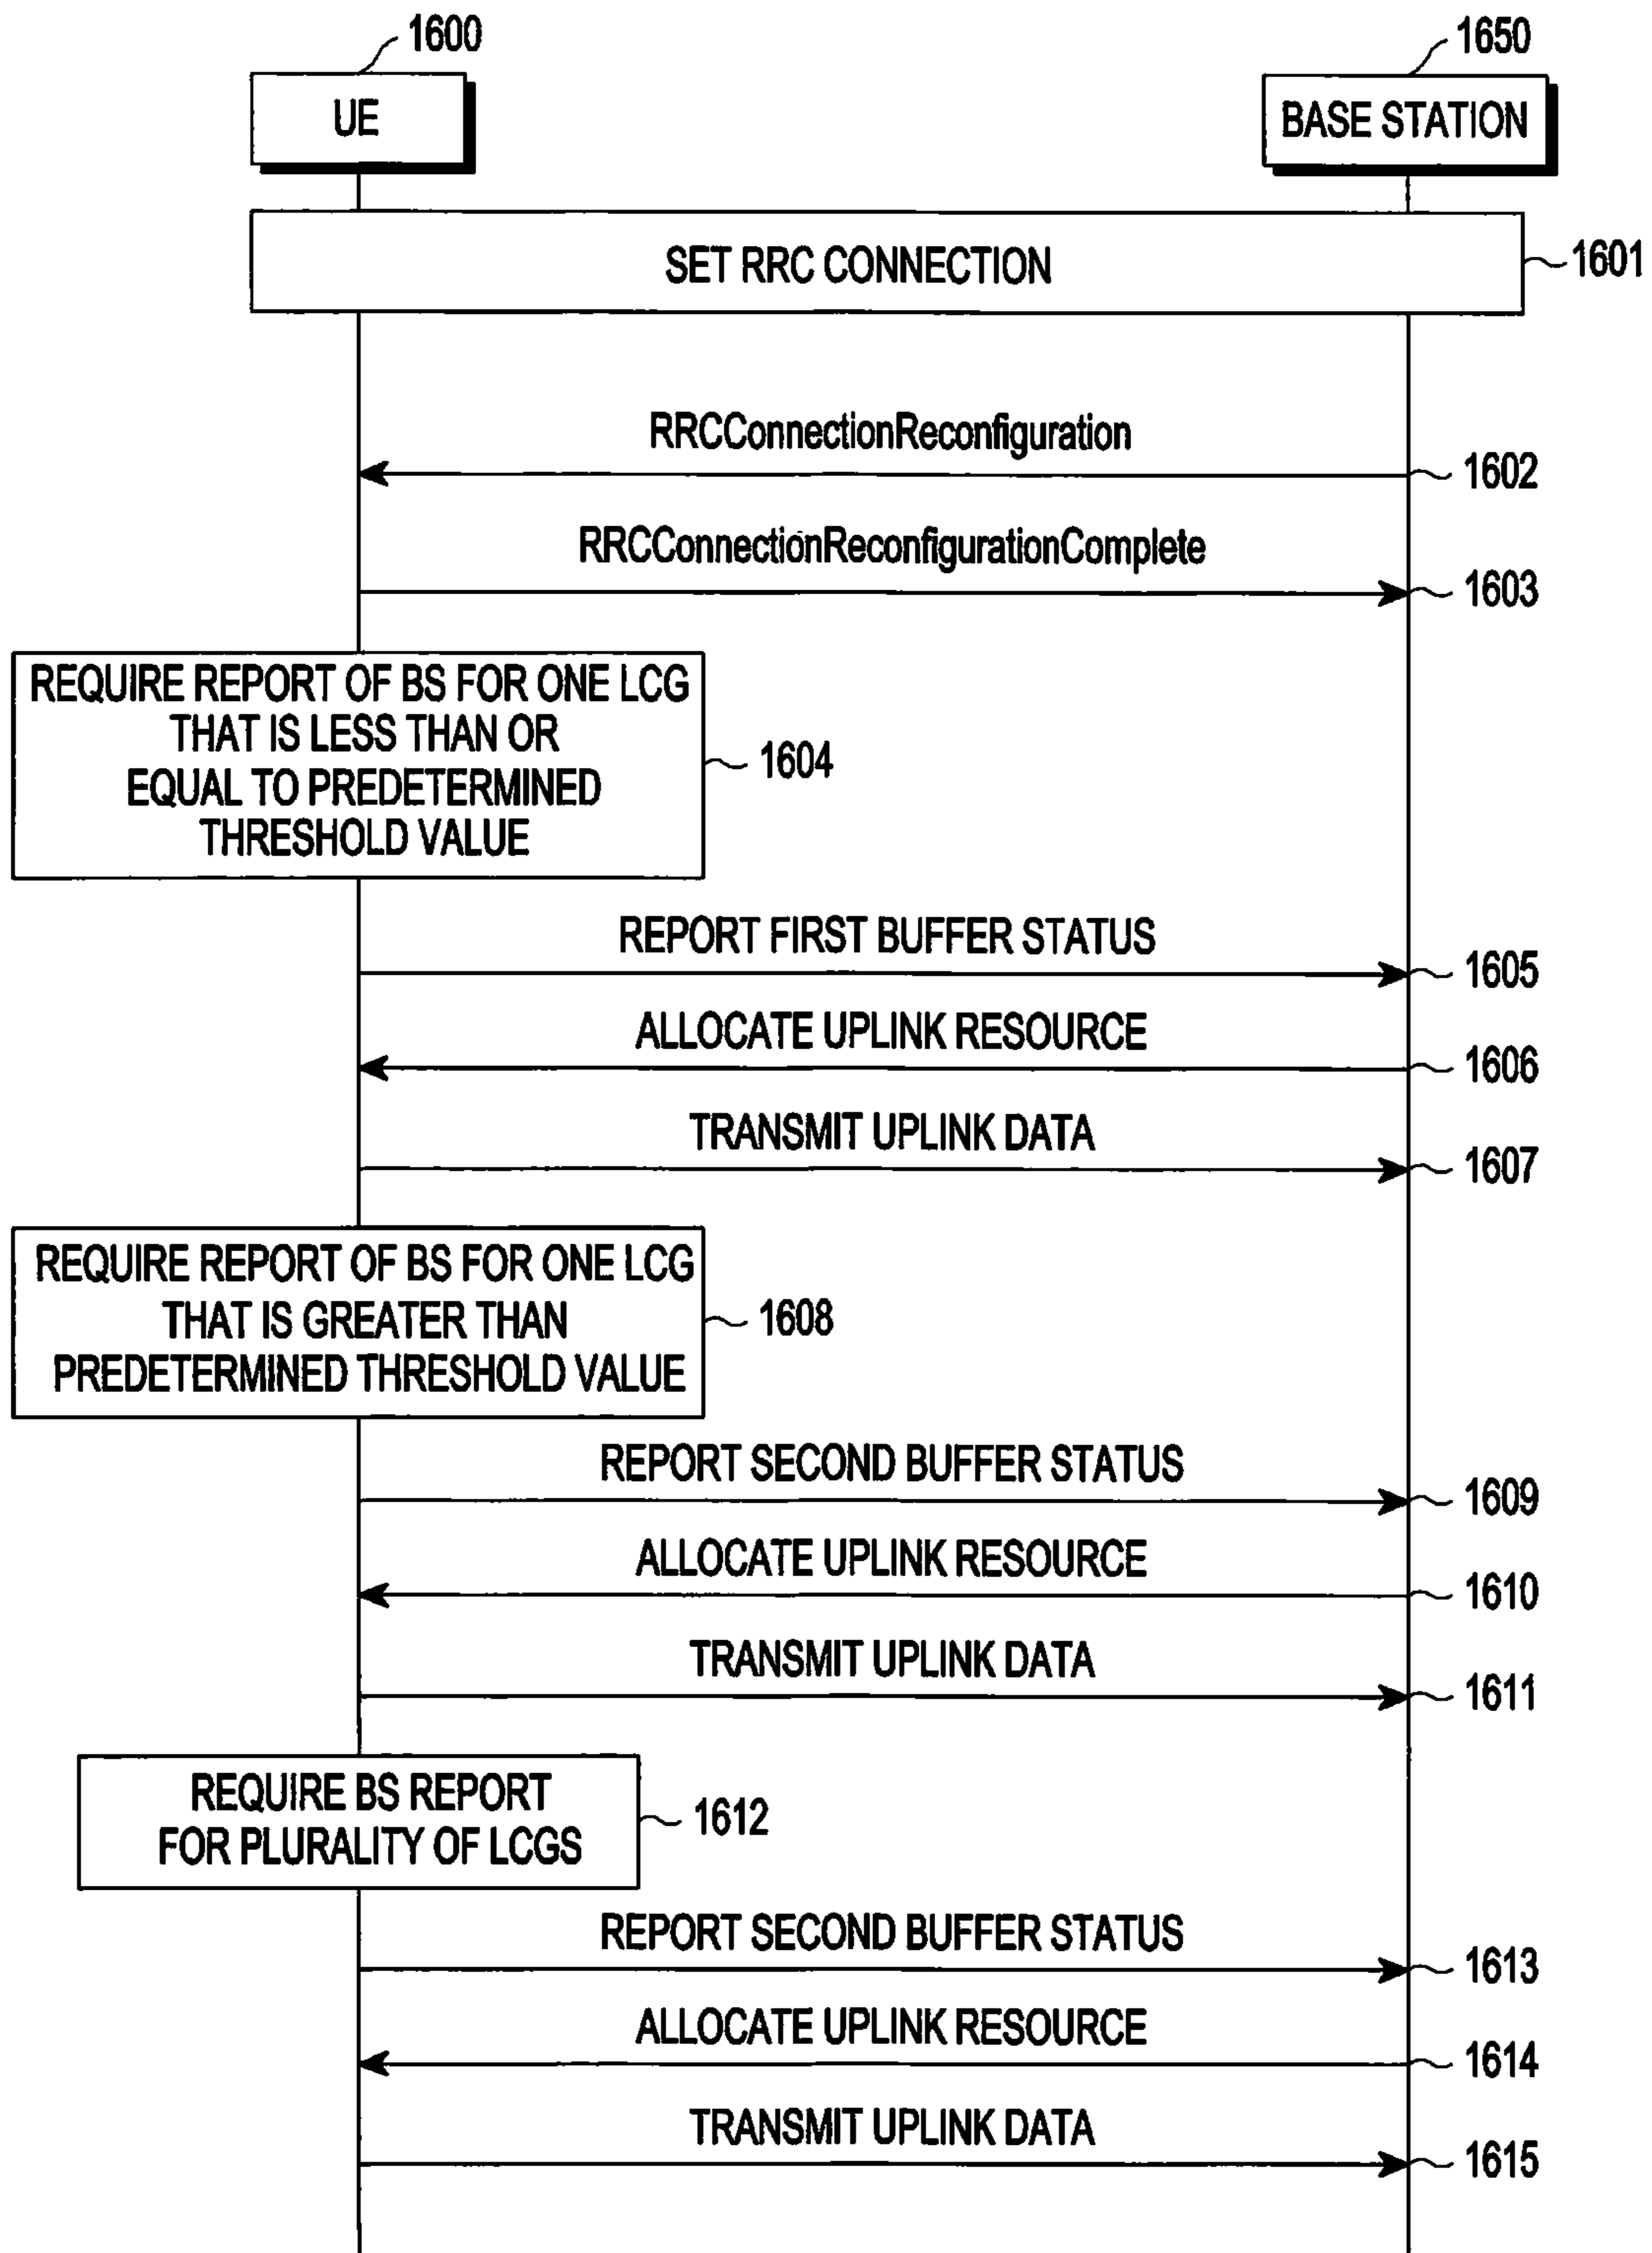 1600
1650
UE
BASE STATION
SET RRC CONNECTION
1601
RRCConnectionReconfiguration
1602
RRCConnectionReconfigurationComplete
1603
REQUIRE REPORT OF BS FOR ONE LCG
THAT IS LESS THAN OR
EQUAL TO PREDETERMINED
THRESHOLD VALUE
1604
REPORT FIRST BUFFER STATUS
1605
ALLOCATE UPLINK RESOURCE
1606
TRANSMIT UPLINK DATA
1607
REQUIRE REPORT OF BS FOR ONE LCG
THAT IS GREATER THAN
PREDETERMINED THRESHOLD VALUE
1608
REPORT SECOND BUFFER STATUS
1609
ALLOCATE UPLINK RESOURCE
1610
TRANSMIT UPLINK DATA
1611
REQUIRE BS REPORT
FOR PLURALITY OF LCGS
1612
REPORT SECOND BUFFER STATUS
1613
ALLOCATE UPLINK RESOURCE
1614
TRANSMIT UPLINK DATA
1615